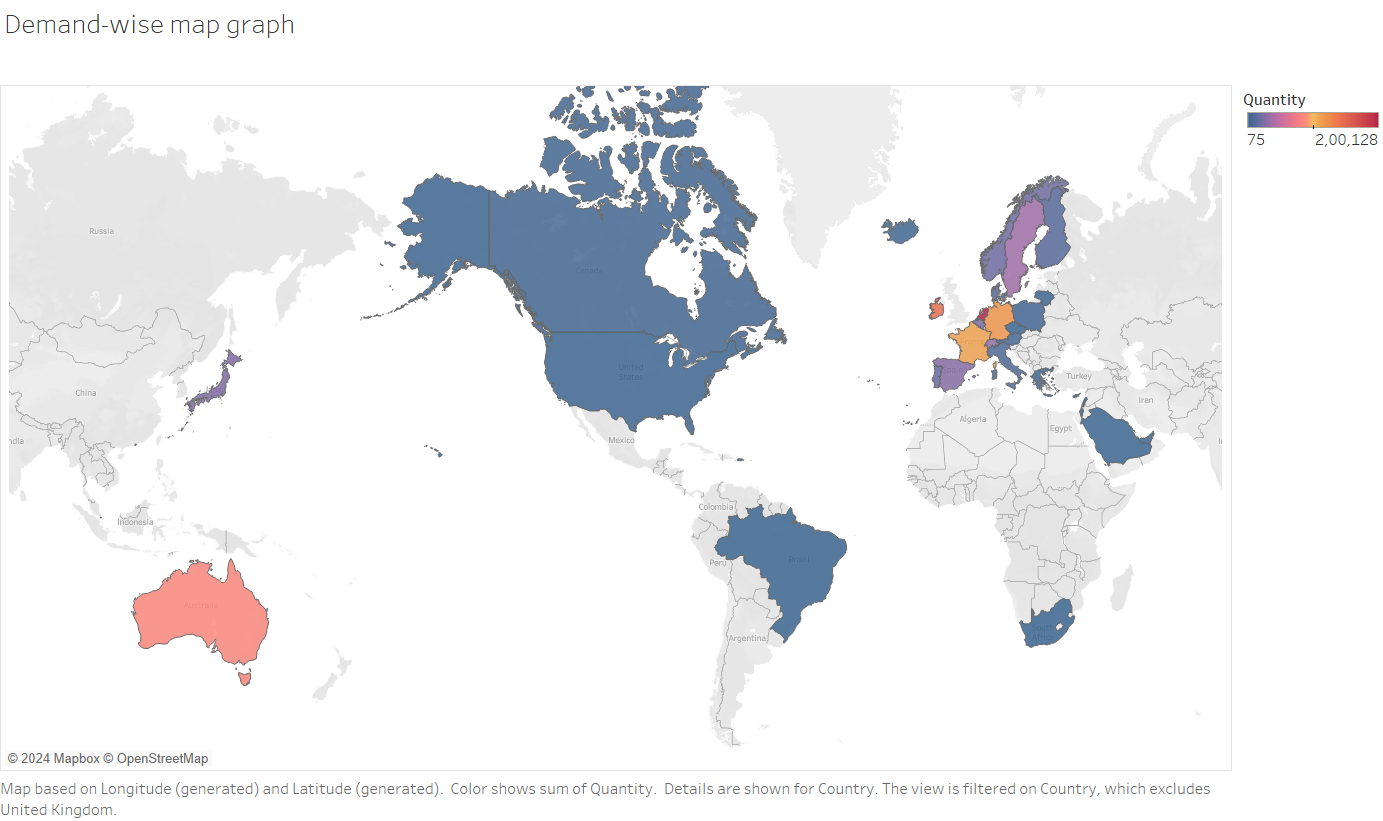 Demand-wise map graph
Quantity
75 2,00,128
Russia
Canada
United
States
China
Turkey
Iran
Algeria
Egypt
Mexico
Colombia
Indonesia
Brazil
Peru
Australia
South
Africa
Argentina
© 2024 Mapbox © OpenStreetMap
Map based on Longitude (generated) and Latitude (generated).  Color shows sum of Quantity.  Details are shown for Country. The view is filtered on Country, which excludes
United Kingdom.